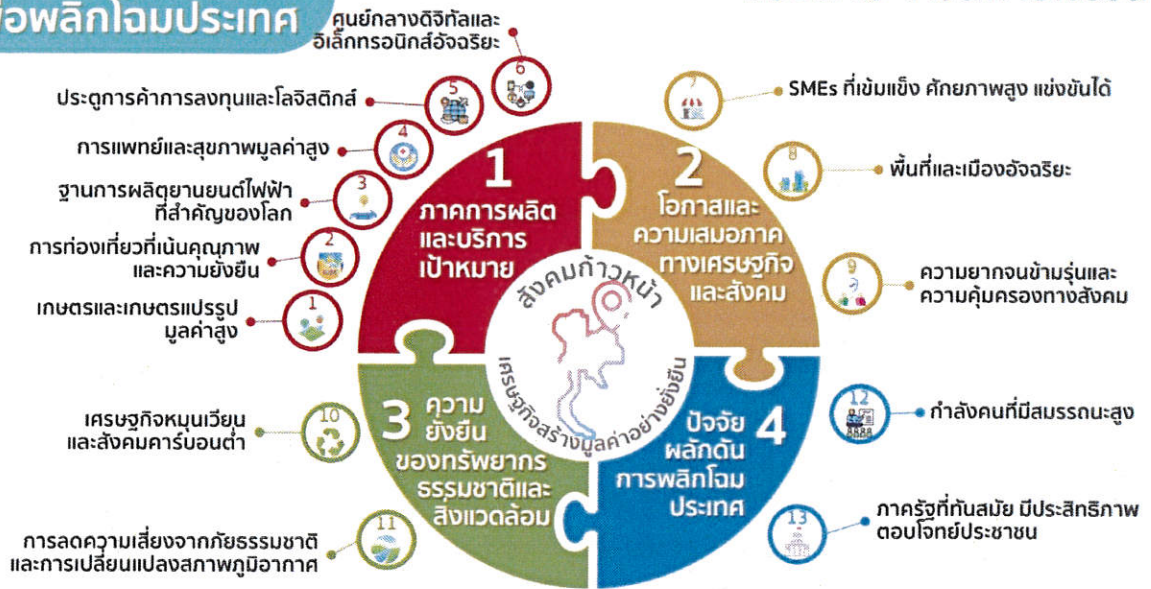 พลิกโฉมประเทศ
ศูนย์กลางดิจิทัลและ
อิเล็กทรอนิกส์อัจฉริยะ
6
5
ประตูการค้าการลงทุนและโลจิสติกส์
4
การแพทย์และสุขภาพมูลค่าสูง
3
ฐานการผลิตยานยนต์ไฟฟ้า
ที่สำคัญของโลก
2
การท่องเที่ยวที่เน้นคุณภาพ
และความยั่งยืน
1
เกษตรและเกษตรแปรรูป
มูลค่าสูง
1
ภาคการผลิต
และบริการ
เป้าหมาย
2
โอกาสและ
ความเสมอภาค
ทางเศรษฐกิจ
และสังคม
7
SMEs ที่เข้มแข็ง ศักยภาพสูง แข่งขันได้
8
พื้นที่และเมืองอัจฉริยะ
9
ความยากจนข้ามรุ่นและ
ความคุ้มครองทางสังคม
สังคมก้าวหน้า
เศรษฐกิจสร้างมูลค่าอย่างยั่งยืน
3
ความ
ยั่งยืน
ของทรัพยากร
ธรรมชาติและ
สิ่งแวดล้อม
10
เศรษฐกิจหมุนเวียน
และสังคมคาร์บอนต่ำ
11
การลดความเสี่ยงจากภัยธรรมชาติ
และการเปลี่ยนแปลงสภาพภูมิอากาศ
4
ปัจจัย
ผลักดัน
การพลิกโฉม
ประเทศ
12
กำลังคนที่มีสมรรถนะสูง
13
ภาครัฐที่ทันสมัย มีประสิทธิภาพ
ตอบโจทย์ประชาชน